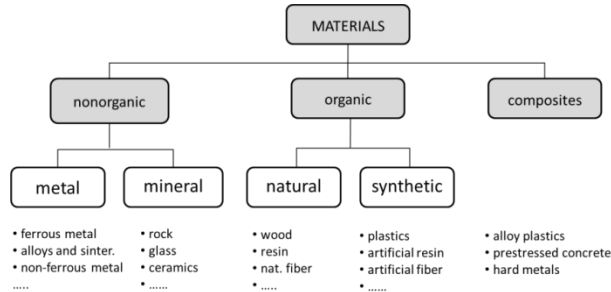 MATERIALS
nonorganic
organic
composites
metal
mineral
natural
synthetic
• ferrous metal
• alloys and sinter.
• non-ferrous metal
.....
• rock
• glass
• ceramics
• ......
• wood
• resin
• nat. fiber
• .....
• plastics
• artificial resin
• artificial fiber
• ......
• alloy plastics
• prestressed concrete
• hard metals